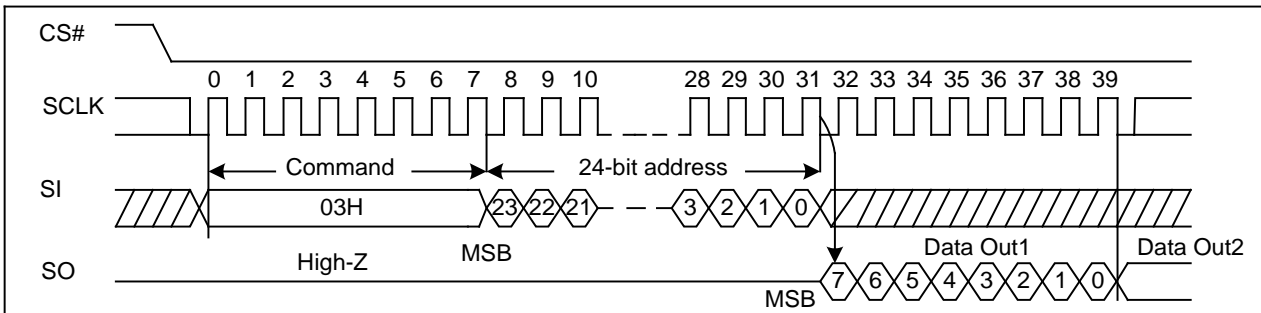 CS#
0 1 2 3 4 5 6 7 8 9 10 28 29 30 31 32 33 34 35 36 37 38 39
SCLK
Command 24-bit address
SI
03H 23 22 21 3 2 1 0
MSB Data Out1 Data Out2
High-Z
SO
7 6 5 4 3 2 1 0
MSB